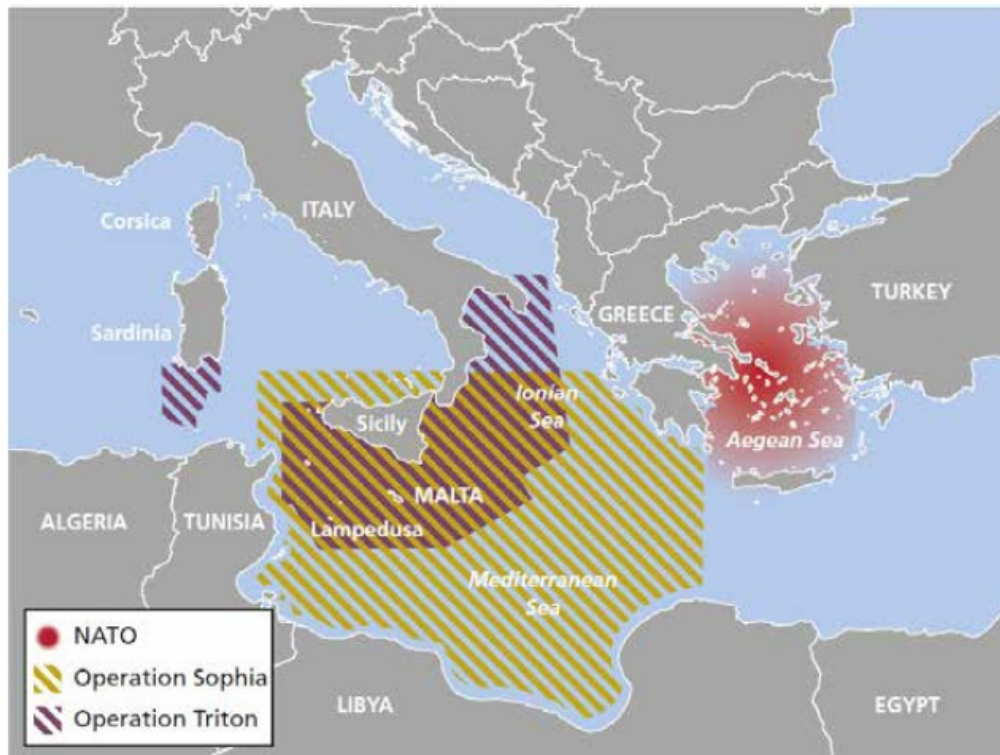 Corsica
ITALY
Sardinia
GREECE
TURKEY
Ionian
Sea
Sicily
Aegean Sea
MALTA
ALGERIA
TUNISIA
Lampedusa
Mediterranean
Sea
NATO
Operation Sophia
Operation Triton
LIBYA
EGYPT